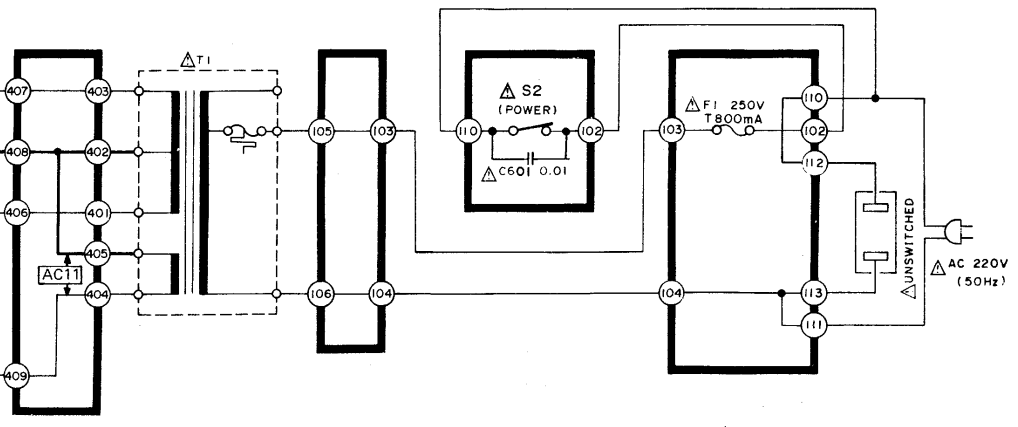 T1
S2
(POWER)
F1 250V
T800mA
C601 0.01
407
403
408
402
406
401
405
AC11
404
409
105
103
106
104
110
102
103
104
110
102
112
113
111
UNSWITCHED
AC 220V
(50Hz)